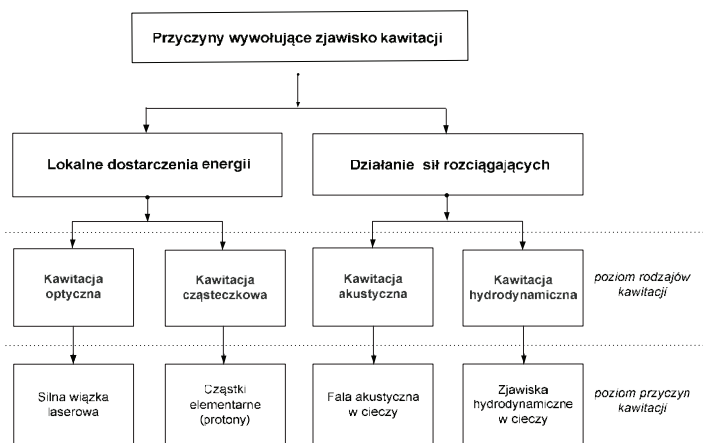 Przyczyny wywołujące zjawisko kawitacji
Lokalne dostarczenia energii
Działanie sił rozciągających
Kawitacja
optyczna
Kawitacja
cząsteczkowa
Kawitacja
akustyczna
Kawitacja
hydrodynamiczna
poziom rodzajów
kawitacji
Silna wiązka
laserowa
Cząstki
elementarne
(protony)
Fala akustyczna
w cieczy
Zjawiska
hydrodynamiczne
w cieczy
poziom przyczyn
kawitacji